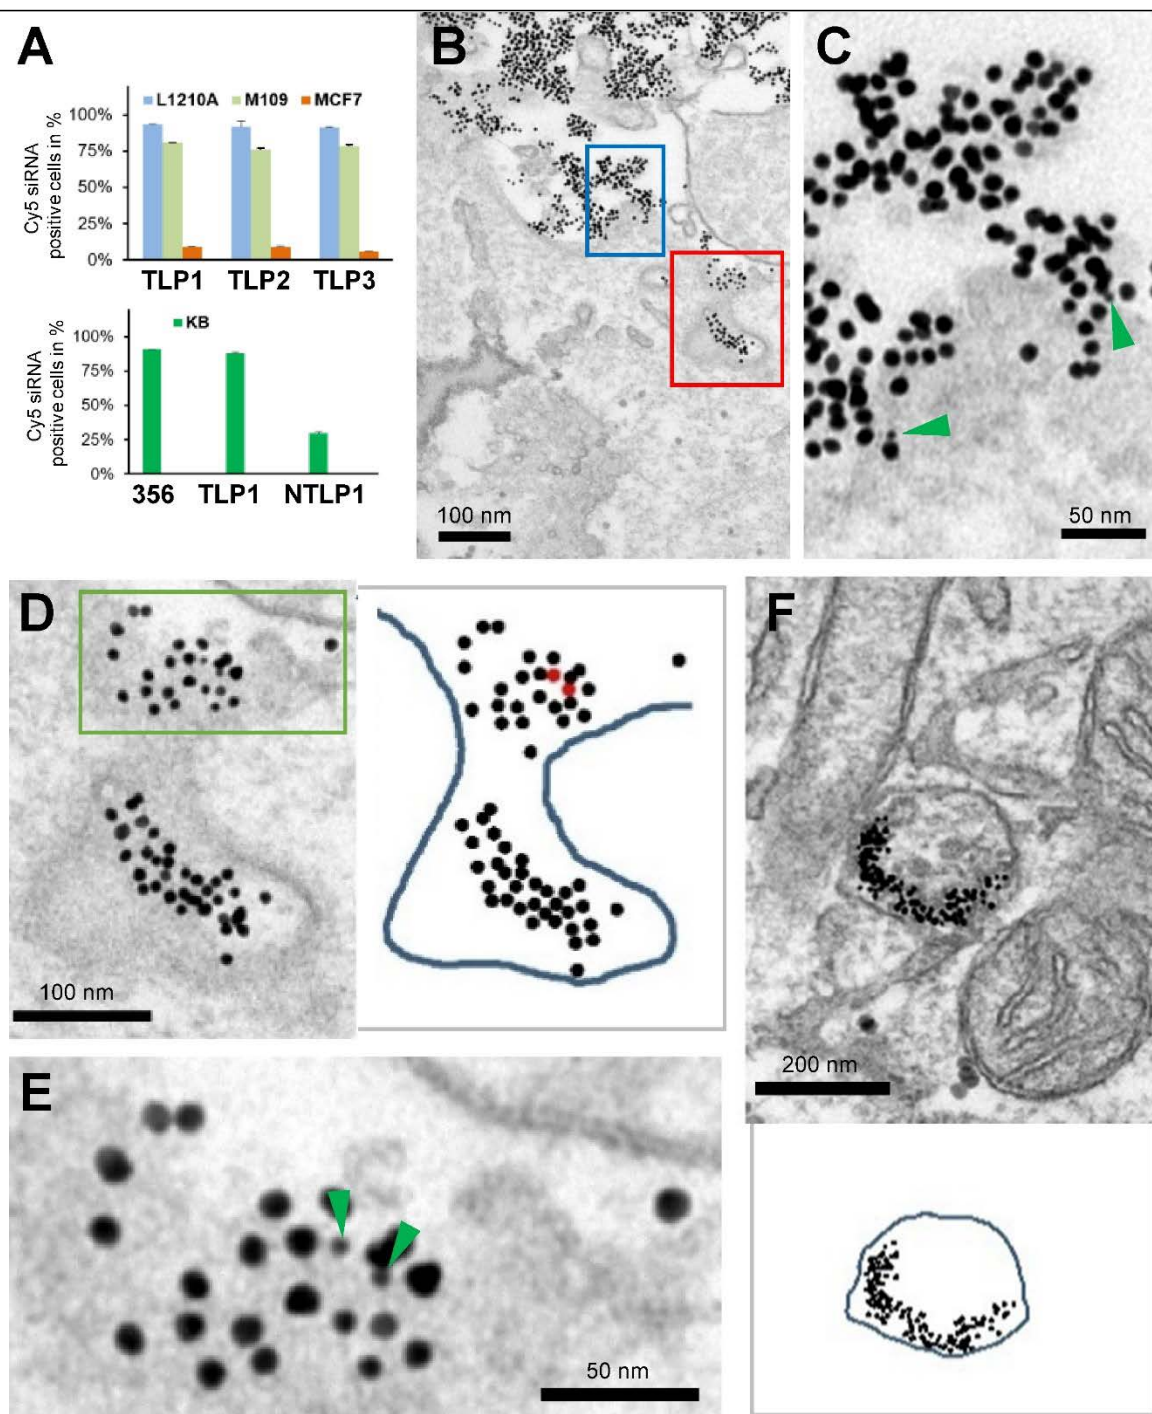 A
L1210A M109 MCF7
100%
75%
50%
25%
0%
Cy5 siRNA
positive cells in %
TLP1 TLP2 TLP3
KB
100%
75%
50%
25%
0%
Cy5 siRNA
positive cells in %
356 TLP1 NTLP1
B
100 nm
C
50 nm
D
100 nm
F
200 nm
E
50 nm